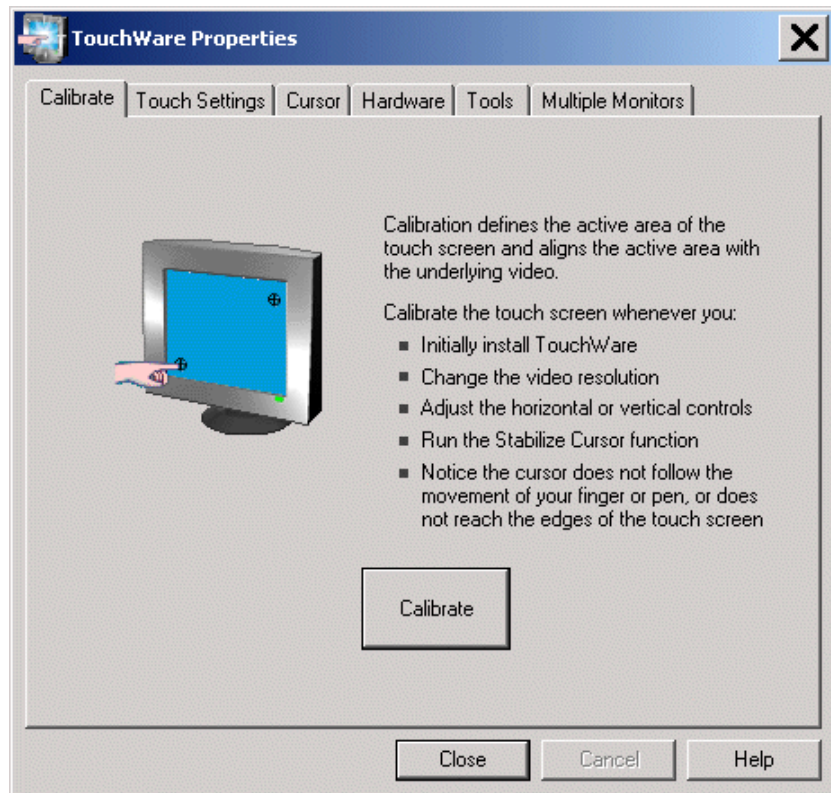 TouchWare Properties
Calibrate Touch Settings Cursor Hardware Tools Multiple Monitors
Calibration defines the active area of the
touch screen and aligns the active area with
the underlying video.
Calibrate the touch screen whenever you:
Initially install TouchWare
Change the video resolution
Adjust the horizontal or vertical controls
Run the Stabilize Cursor function
Notice the cursor does not follow the
movement of your finger or pen, or does
not reach the edges of the touch screen
Calibrate
Close Cancel Help